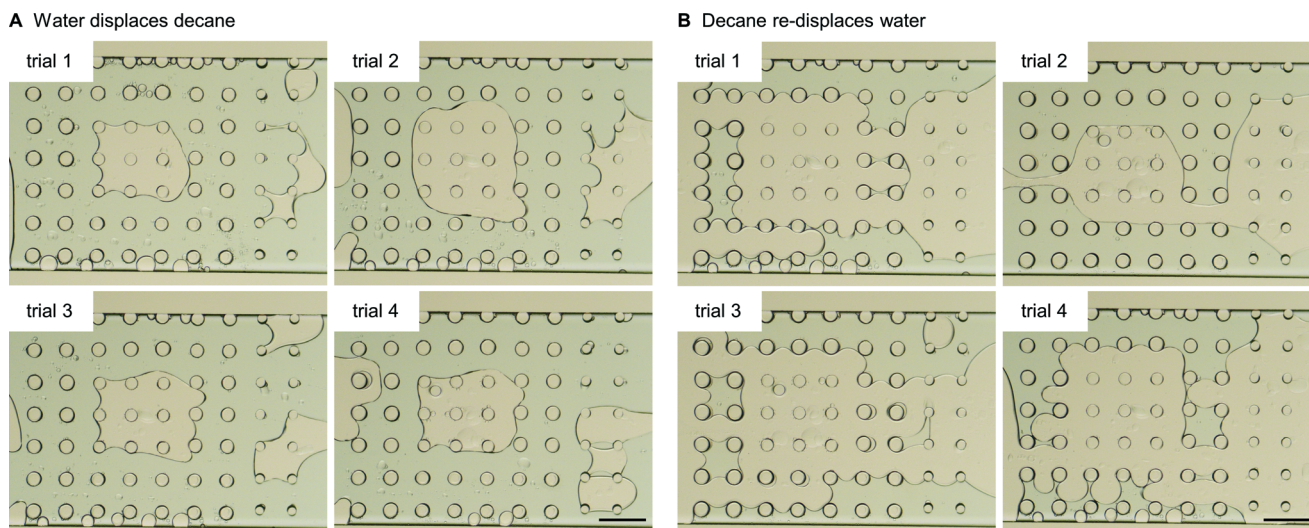 A Water displaces decane
trial 1
trial 2
trial 3
trial 4
B Decane re-displaces water
trial 1
trial 2
trial 3
trial 4